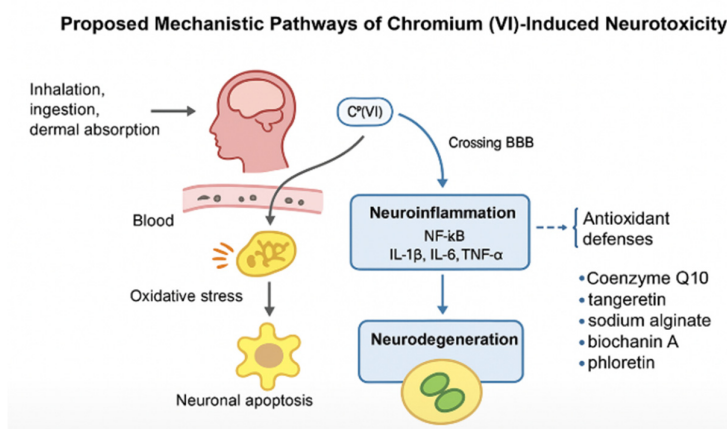 Proposed Mechanistic Pathways of Chromium (VI)-Induced Neurotoxicity
Inhalation,
ingestion,
dermal absorption
Cº(VI)
Crossing BBB
Blood
Neuroinflammation
NF-kB
IL-1β, IL-6, TNF-α
Antioxidant
defenses
Oxidative stress
•Coenzyme Q10
•tangeretin
•sodium alginate
•biochanin A
•phloretin
Neurodegeneration
Neuronal apoptosis